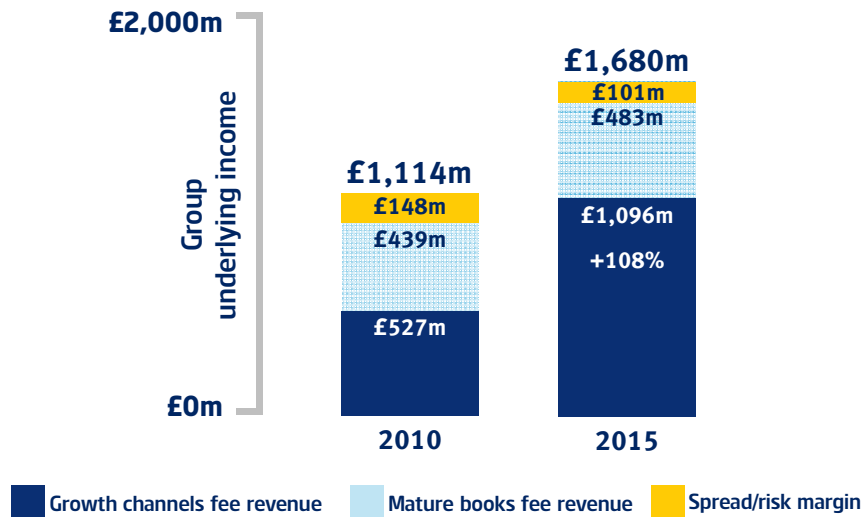 £2,000m
Group
underlying income
£0m
£1,114m
£148m
£439m
£527m
2010
£1,680m
£101m
£483m
£1,096m
+108%
2015
Growth channels fee revenue
Mature books fee revenue
Spread/risk margin